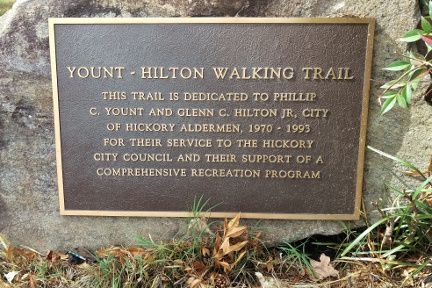 YOUNT - HILTON WALKING TRAIL
THIS TRAIL IS DEDICATED TO PHILLIP
C. YOUNT AND GLENN C. HILTON JR, CITY
OF HICKORY ALDERMEN, 1970 - 1993
FOR THEIR SERVICE TO THE HICKORY
CITY COUNCIL AND THEIR SUPPORT OF A
COMPREHENSIVE RECREATION PROGRAM